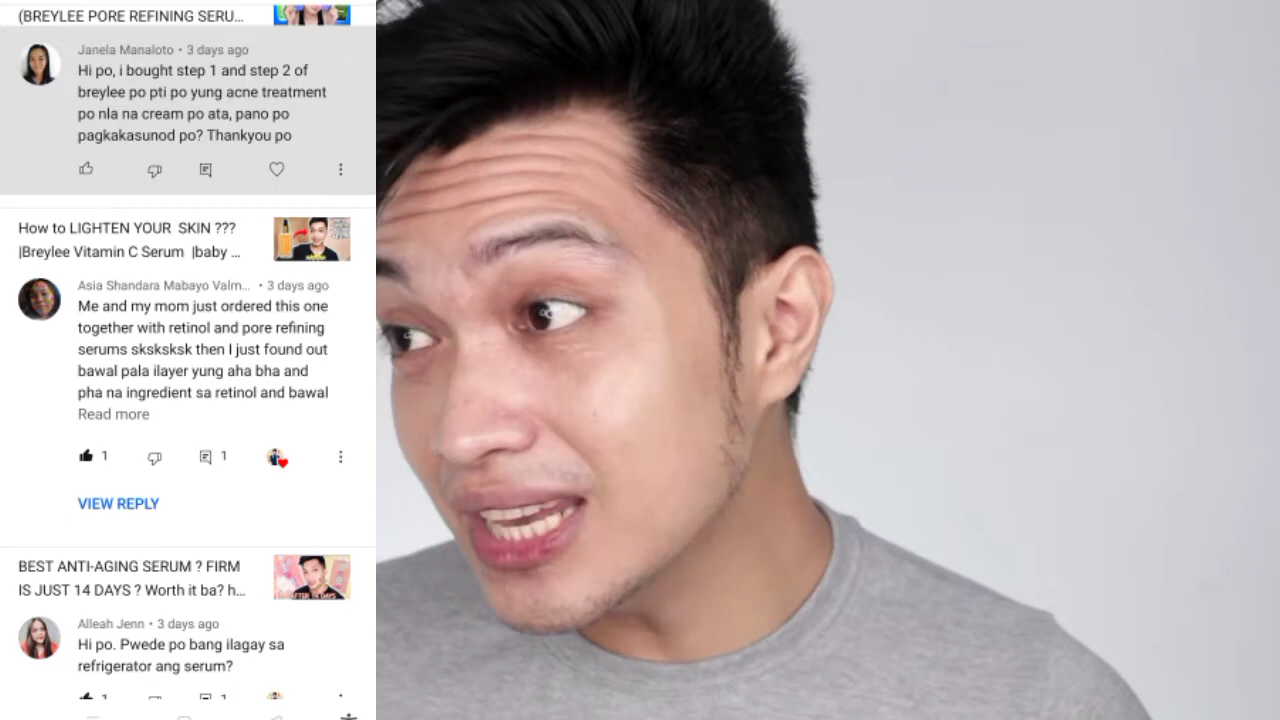 (BREYLEE PORE REFINING SERU...
Janela Manaloto • 3 days ago
Hi po, i bought step 1 and step 2 of
breylee po pti po yung acne treatment
po nla na cream po ata, pano po
pagkakasunod po? Thankyou po
How to LIGHTEN YOUR SKIN ???
|Breylee Vitamin C Serum |baby ...
Asia Shandara Mabayo Valm... • 3 days ago
Me and my mom just ordered this one
together with retinol and pore refining
serums sksksksk then I just found out
bawal pala ilayer yung aha bha and
pha na ingredient sa retinol and bawal
Read more
1
1
VIEW REPLY
BEST ANTI-AGING SERUM ? FIRM
IS JUST 14 DAYS ? Worth it ba? h...
Alleah Jenn • 3 days ago
Hi po. Pwede po bang ilagay sa
refrigerator ang serum?
1
1